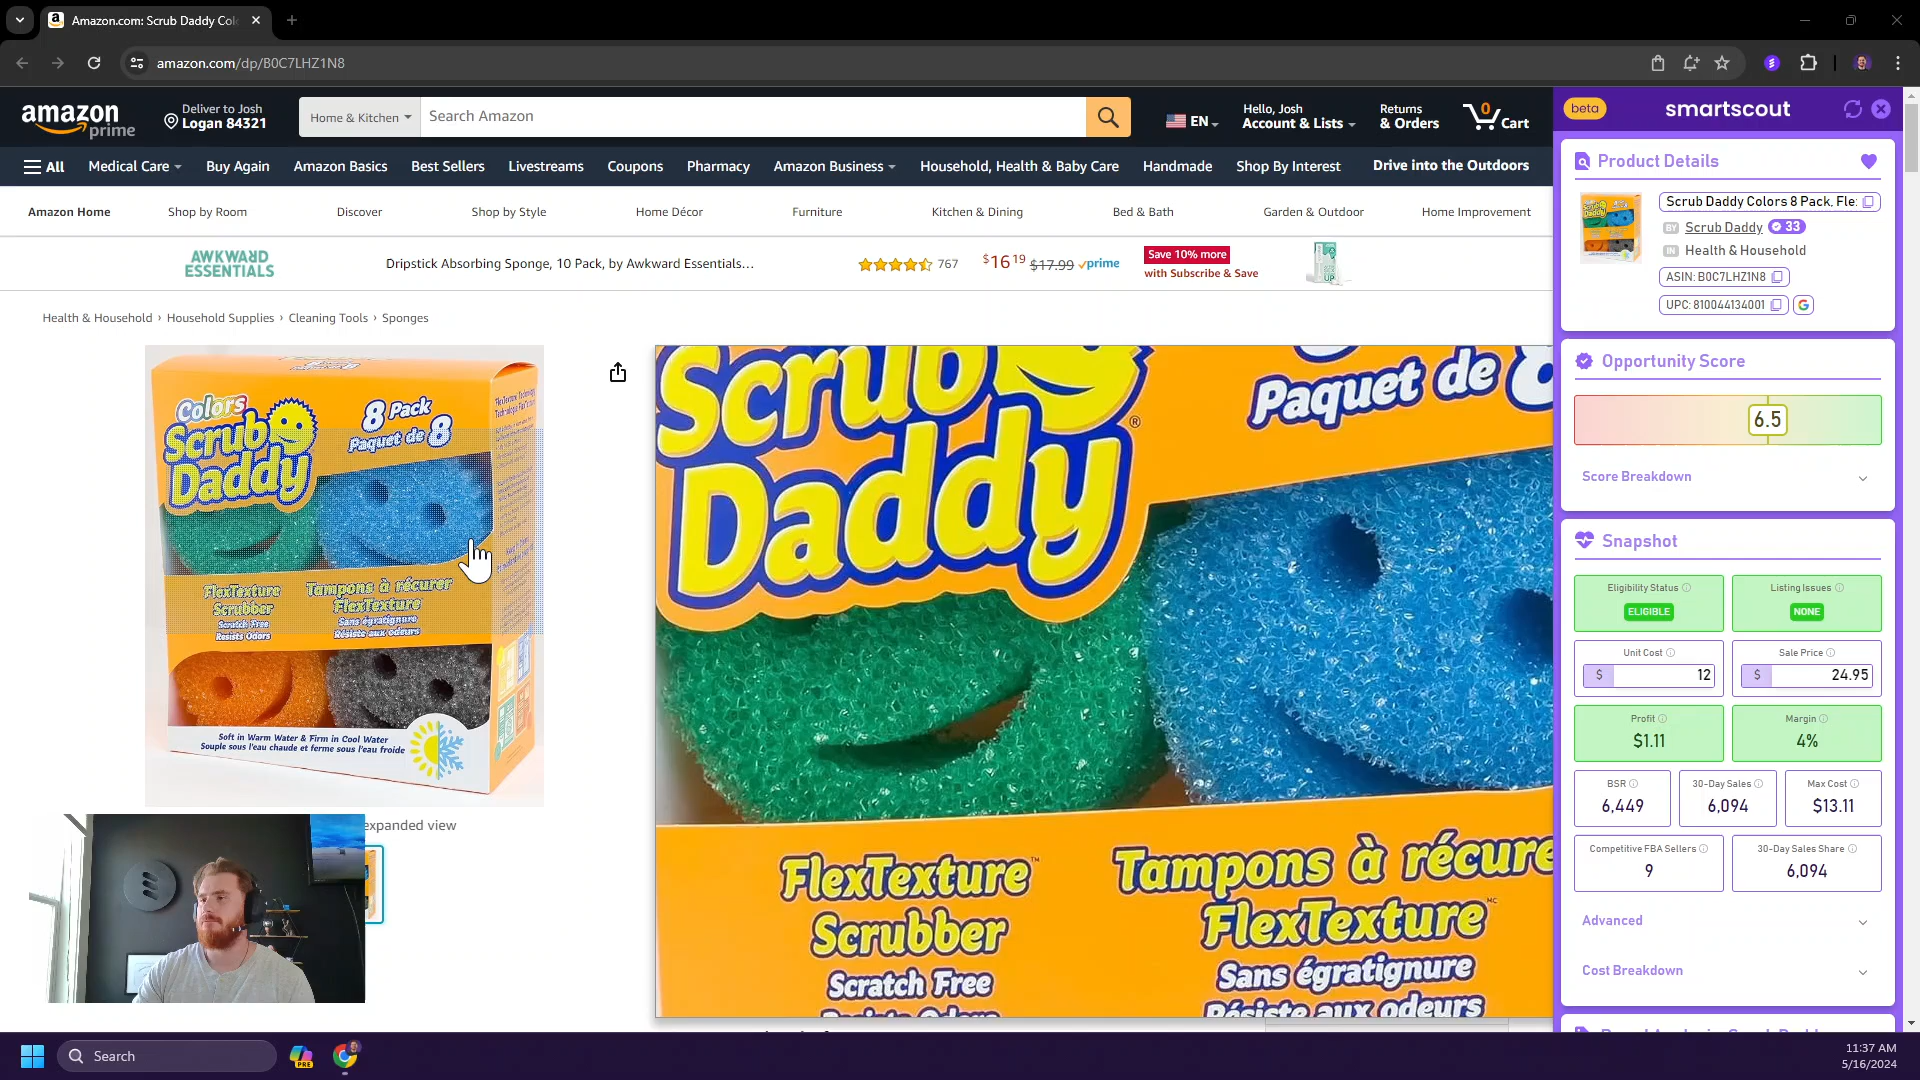 Amazon.com: Scrub Daddy Col
amazon.com/dp/B0C7LHZ1N8
amazon
prime
Deliver to Josh
Logan 84321
Home & Kitchen
Search Amazon
EN
Hello, Josh
Account & Lists
Returns
& Orders
0
Cart
All
Medical Care
Buy Again
Amazon Basics
Best Sellers
Livestreams
Coupons
Pharmacy
Amazon Business
Household, Health & Baby Care
Handmade
Shop By Interest
Drive into the Outdoors
Amazon Home
Shop by Room
Discover
Shop by Style
Home Décor
Furniture
Kitchen & Dining
Bed & Bath
Garden & Outdoor
Home Improvement
AWKWARD
ESSENTIALS
Dripstick Absorbing Sponge, 10 Pack, by Awkward Essentials...
767
$16 19 $17.99 prime
Save 10% more
with Subscribe & Save
Health & Household › Household Supplies › Cleaning Tools › Sponges
Colors
Scrub
Daddy
8 Pack
Paquet de 8
FlexTexture
Scrubber
Scratch Free
Resists Odors
Tampons à récurer
FlexTexture
Sans égratignure
Résiste aux odeurs
Soft in Warm Water & Firm in Cool Water
Souple sous l'eau chaude et ferme sous l'eau froide
expanded view
Scrub
Daddy®
Paquet de 8
FlexTexture™
Scrubber
Scratch Free
Resists Odors
Tampons à récure
FlexTexture MC
Sans égratignure
Résiste aux odeurs
beta
smartscout
Product Details
Scrub Daddy Colors 8 Pack, Fle:
BY Scrub Daddy 33
IN Health & Household
ASIN: B0C7LHZ1N8
UPC: 810044134001
G
Opportunity Score
6.5
Score Breakdown
Snapshot
Eligibility Status
ELIGIBLE
Listing Issues
NONE
Unit Cost
$ 12
Sale Price
$ 24.95
Profit
$1.11
Margin
4%
BSR
6,449
30-Day Sales
6,094
Max Cost
$13.11
Competitive FBA Sellers
9
30-Day Sales Share
6,094
Advanced
Cost Breakdown
Search
PRE
11:37 AM
5/16/2024